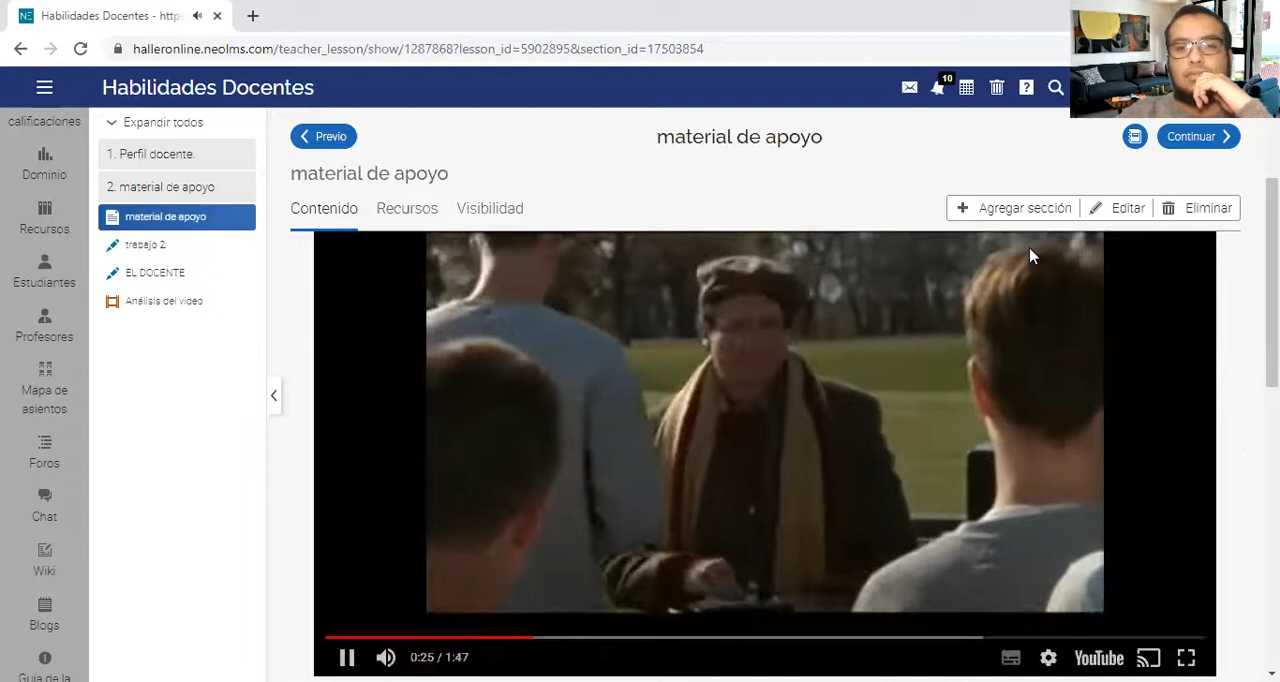 Habilidades Docentes - https
halleronline.neolms.com/teacher_lesson/show/1287868?lesson_id=5902895&section_id=17503854
Habilidades Docentes
10
?
calificaciones
Dominio
Recursos
Estudiantes
Profesores
Mapa de
asientos
Foros
Chat
Wiki
Blogs
Guía de la
Expandir todos
1. Perfil docente.
2. material de apoyo
material de apoyo
trabajo 2
EL DOCENTE
Análisis del video
Previo
material de apoyo
Continuar
material de apoyo
Contenido Recursos Visibilidad
+ Agregar sección Editar Eliminar
0:25 / 1:47
YouTube